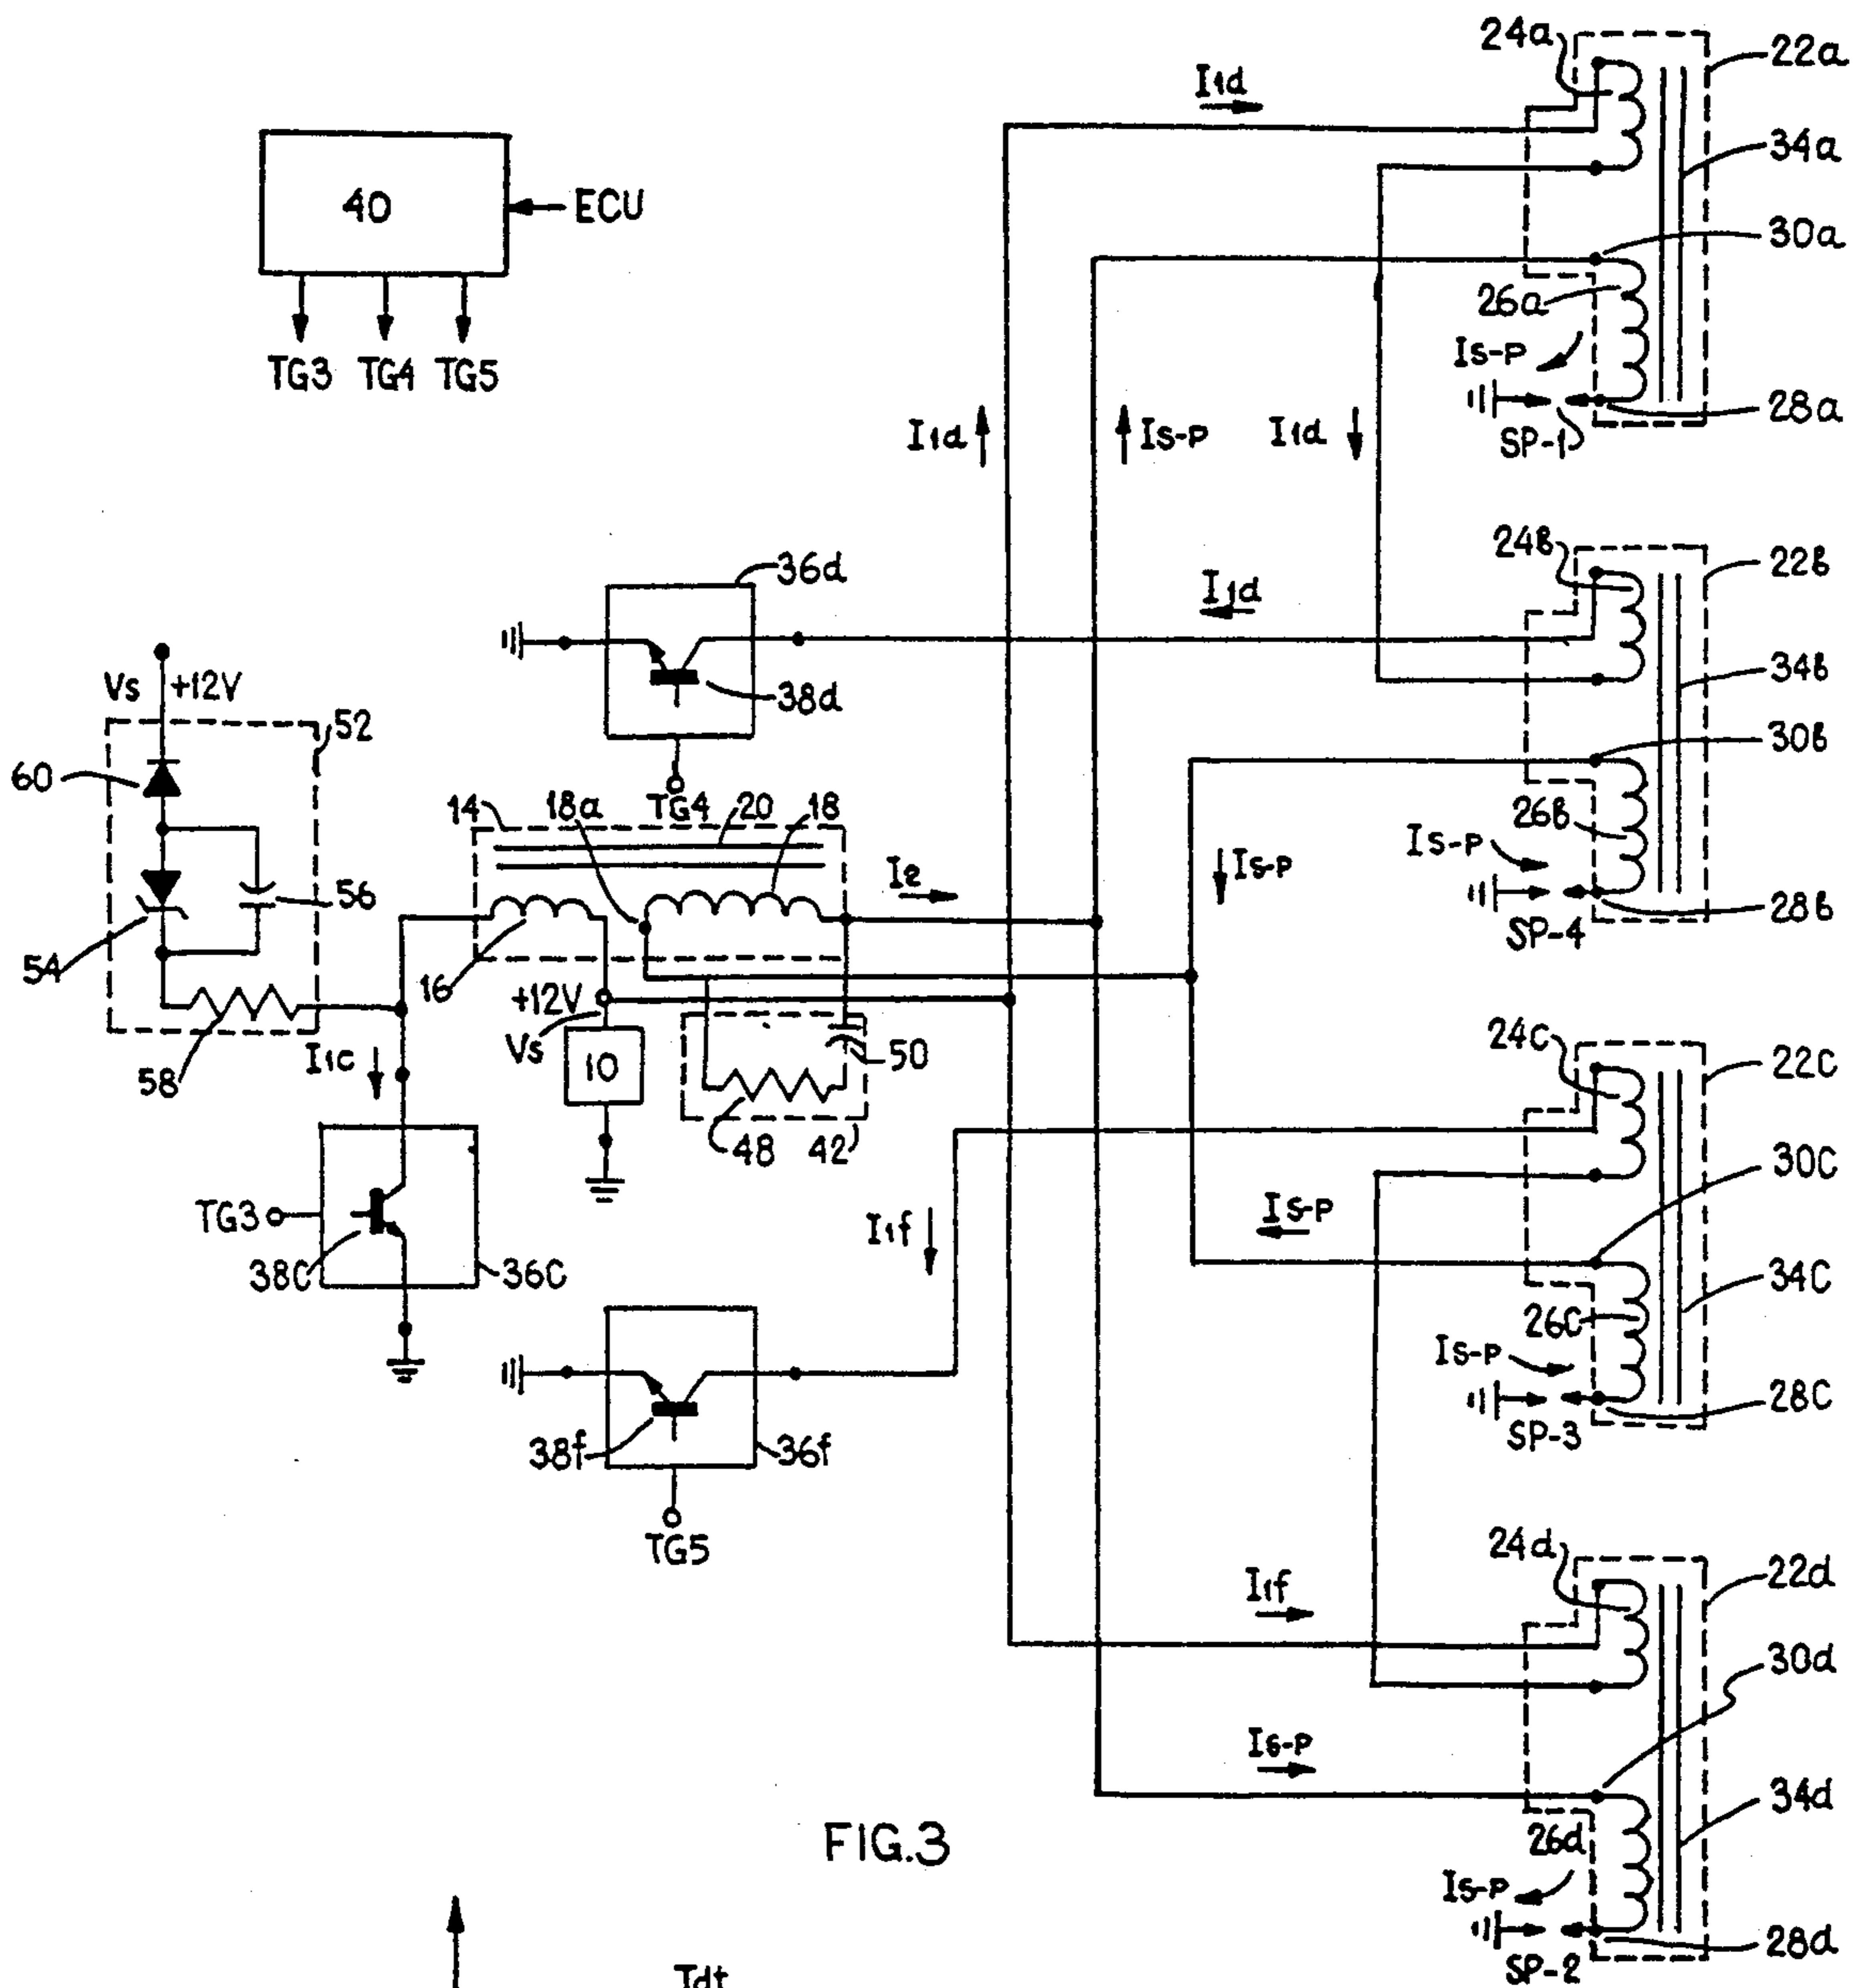 24a
22a
I1d
34a
40
ECU
30a
26a
Is-p
TG3 TG4 TG5
28a
I1d
Is-p
I1d
SP-1
24b
22b
36d
I1d
34b
38d
Vs +12V
52
30b
60
TG4
14
18a
20
18
26b
Is-p
I2
Is-p
56
28b
SP-4
54
16
+12V
Vs
24c
22c
50
10
I1c
58
48
42
30c
TG3
Is-p
I1f
38c
36c
34c
26c
Is-p
28c
SP-3
38f
36f
24d
TG5
22d
I1f
30d
Is-p
34d
FIG.3
26d
Is-p
28d
SP-2
Tdt